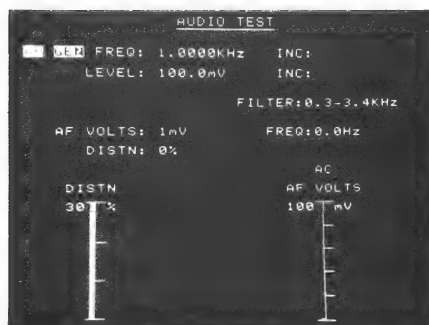 AUDIO TEST
GEN FREQ: 1.0000KHz INC:
LEVEL: 100.0mV INC:
FILTER:0.3-3.4KHz
AF VOLTS: 1mV FREQ:0.0Hz
DISTN: 0%
AC
DISTN AF VOLTS
30 % 100 mV